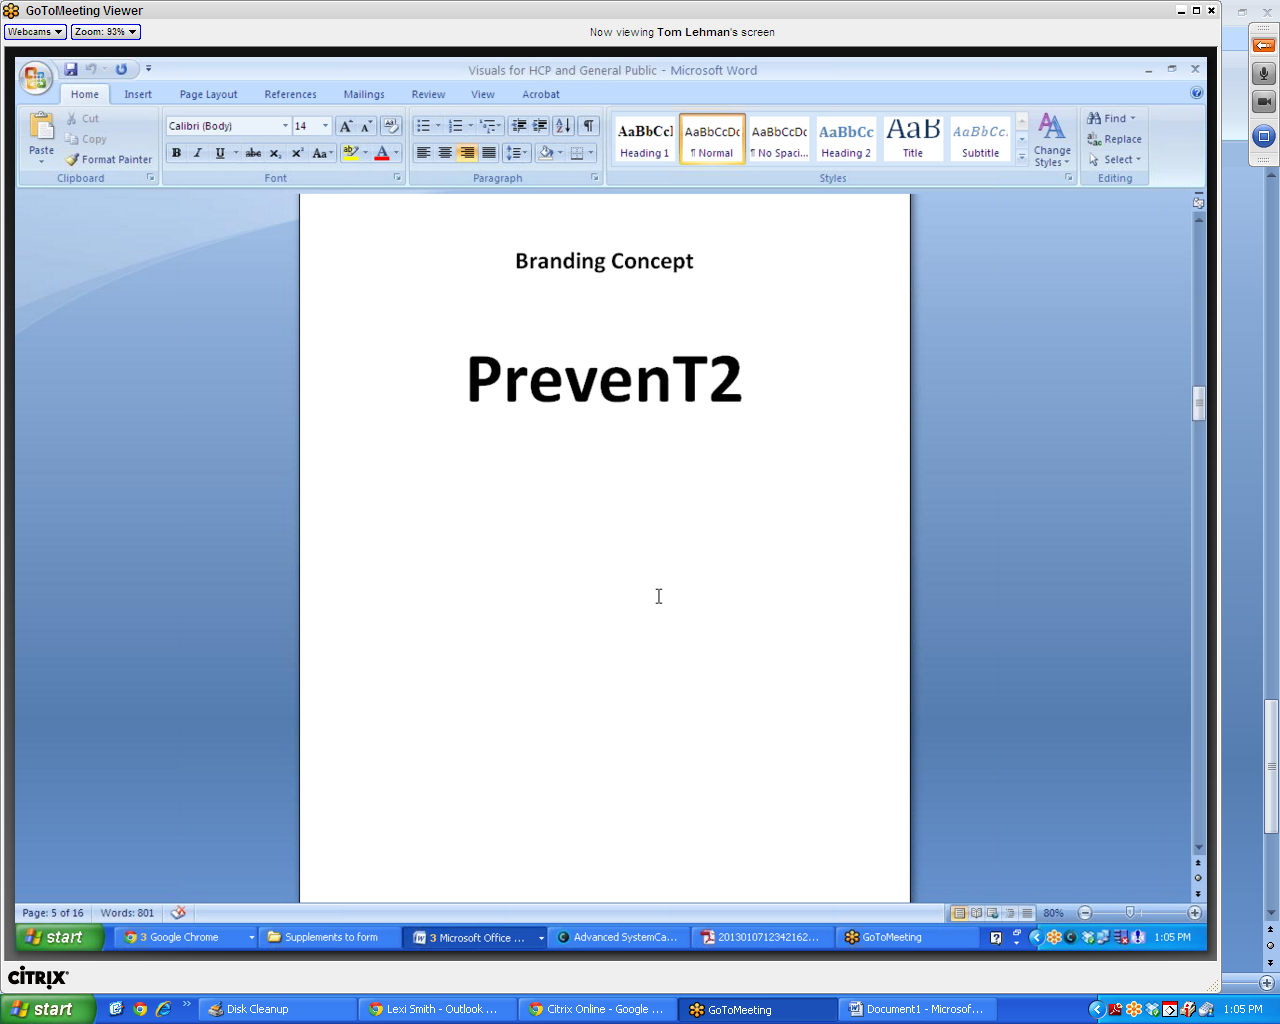 GoToMeeting Viewer
Webcams Zoom: 93% Now viewing Tom Lehman's screen
Visuals for HCP and General Public - Microsoft Word
Home Insert Page Layout References Mailings Review View Acrobat
Paste
Cut
Copy
Format Painter
Clipboard
Calibri (Body) 14
B I U abc x₂ x² Aa
Font
Paragraph
AaBbCcI AaBbCcDc AaBbCcDc AaBbCc AaB AaBbCc.
Heading 1 ¶ Normal ¶ No Spaci... Heading 2 Title Subtitle
Change
Styles
Styles
Find
Replace
Select
Editing
Branding Concept
PrevenT2
Page: 5 of 16 Words: 801 80%
start 3 Google Chrome Supplements to form 3 Microsoft Office ... Advanced SystemCa... 2013010712342162... GoToMeeting 1:05 PM
CITRIX
start Disk Cleanup Lexi Smith - Outlook ... Citrix Online - Google ... GoToMeeting Document1 - Microsof... 1:05 PM